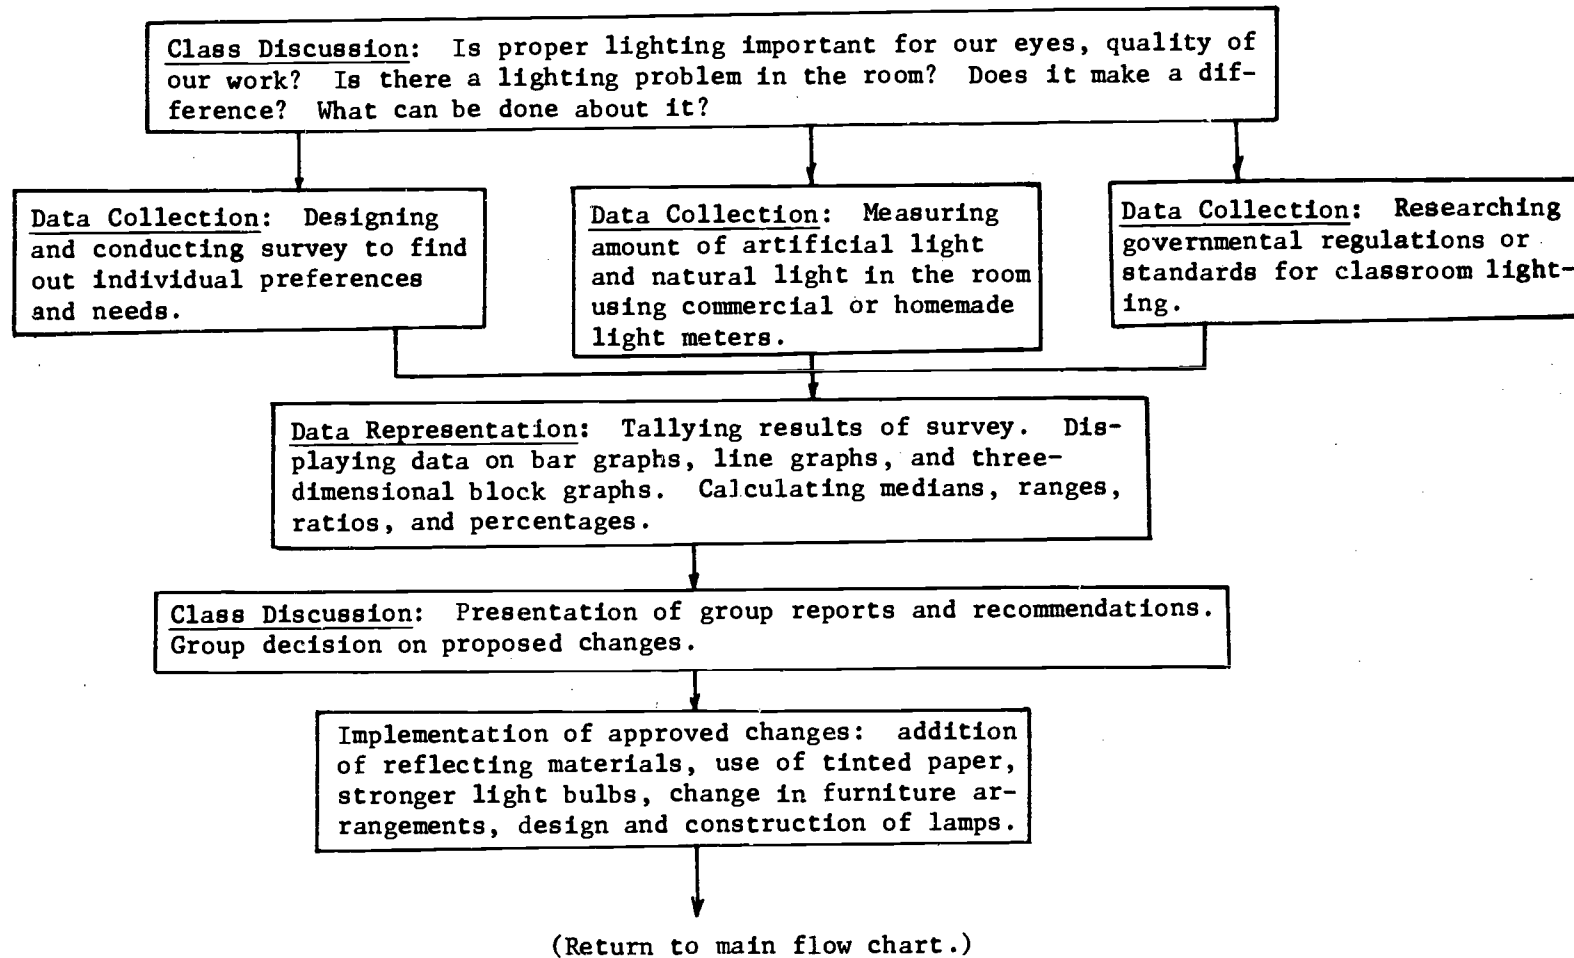 Class Discussion: Is proper lighting important for our eyes, quality of
our work? Is there a lighting problem in the room? Does it make a dif-
ference? What can be done about it?
Data Collection: Designing
and conducting survey to find
out individual preferences
and needs.
Data Collection: Measuring
amount of artificial light
and natural light in the room
using commercial or homemade
light meters.
Data Collection: Researching
governmental regulations or
standards for classroom light-
ing.
Data Representation: Tallying results of survey. Dis-
playing data on bar graphs, line graphs, and three-
dimensional block graphs. Calculating medians, ranges,
ratios, and percentages.
Class Discussion: Presentation of group reports and recommendations.
Group decision on proposed changes.
Implementation of approved changes: addition
of reflecting materials, use of tinted paper,
stronger light bulbs, change in furniture ar-
rangements, design and construction of lamps.
(Return to main flow chart.)